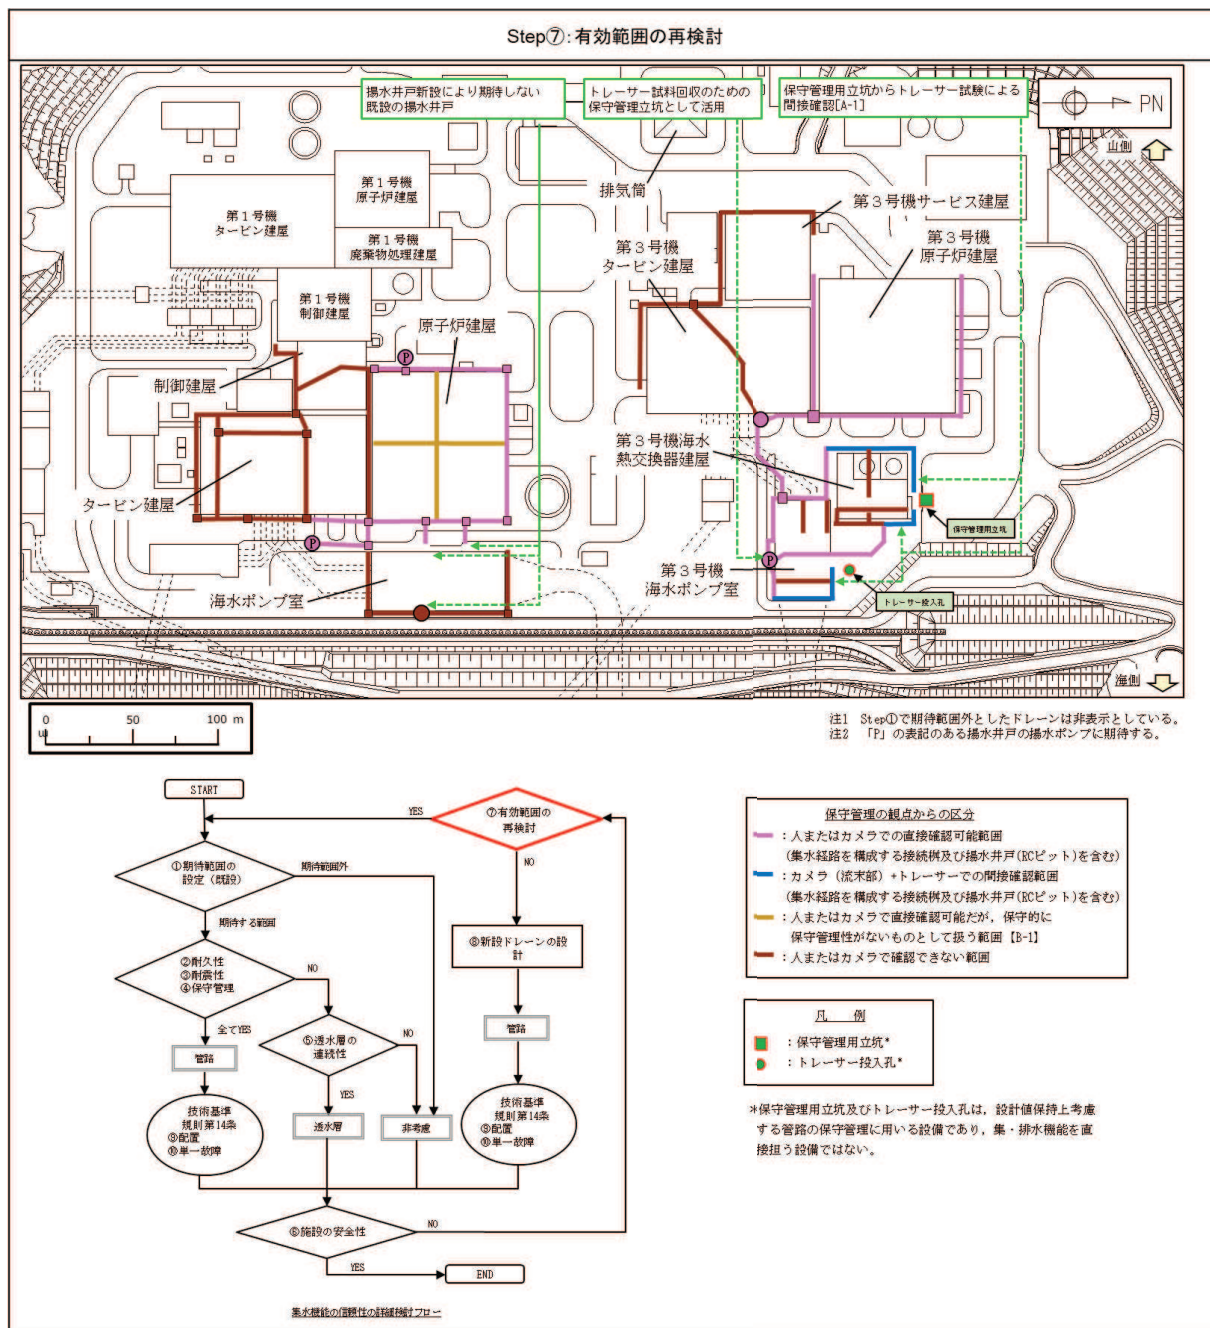 Step⑦：有効範囲の再検討
揚水井戸新設により期待しない
既設の揚水井戸
トレーサー試料回収のための
保守管理立坑として活用
保守管理用立坑からトレーサー試験による
間接確認[A-1]
PN
山側
排気筒
第３号機サービス建屋
第１号機
原子炉建屋
第１号機
タービン建屋
第１号機
廃棄物処理建屋
第３号機
タービン建屋
第３号機
原子炉建屋
第１号機
制御建屋
原子炉建屋
P
制御建屋
第３号機海水
熱交換器建屋
タービン建屋
保守管理用立坑
P
P
第３号機
海水ポンプ室
海水ポンプ室
トレーサー投入孔
海側
0
50
100 m
注1 Step①で期待範囲外としたドレーンは非表示としている。
注2 「P」の表記のある揚水井戸の揚水ポンプに期待する。
START
YES
⑦有効範囲の
再検討
①期待範囲の
設定（既設）
期待範囲外
NO
期待する範囲
⑧新設ドレーンの設
計
②耐久性
③耐震性
④保守管理
NO
全てYES
⑤透水層の
連続性
NO
管路
管路
YES
技術基準
規則第14条
⑨配置
⑩単一故障
透水層
非考慮
技術基準
規則第14条
⑨配置
⑩単一故障
⑥施設の安全性
NO
YES
END
集水機能の信頼性の詳細検討フロー
保守管理の観点からの区分
：人またはカメラでの直接確認可能範囲
(集水経路を構成する接続桝及び揚水井戸(RCピット)を含む)
：カメラ（流末部）+トレーサーでの間接確認範囲
(集水経路を構成する接続桝及び揚水井戸(RCピット)を含む)
：人またはカメラで直接確認可能だが，保守的に
保守管理性がないものとして扱う範囲【B-1】
：人またはカメラで確認できない範囲
凡　例
：保守管理用立坑*
：トレーサー投入孔*
*保守管理用立坑及びトレーサー投入孔は，設計値保持上考慮
する管路の保守管理に用いる設備であり，集・排水機能を直
接担う設備ではない。